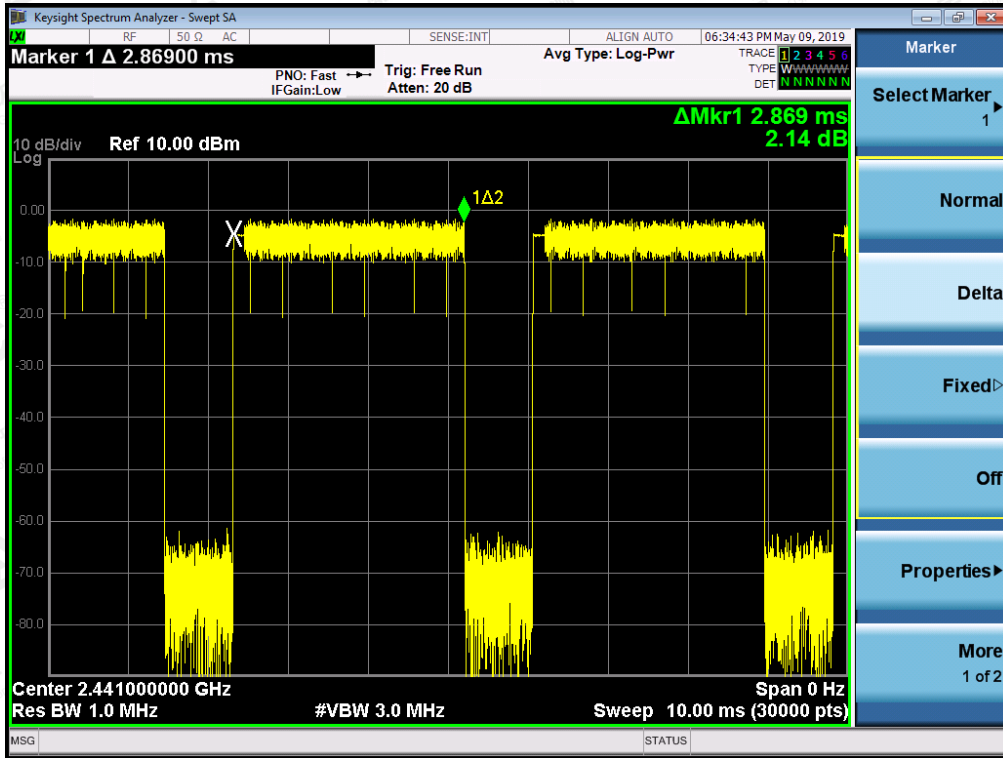 Keysight Spectrum Analyzer - Swept SA
LXI RF 50 Ω AC SENSE:INT ALIGN AUTO 06:34:43 PM May 09, 2019
Marker 1 Δ 2.86900 ms
PNO: Fast
IFGain:Low
Trig: Free Run
Atten: 20 dB
Avg Type: Log-Pwr
TRACE 1 2 3 4 5 6
TYPE WWWWWW
DET N N N N N N
ΔMkr1 2.869 ms
2.14 dB
10 dB/div Ref 10.00 dBm
Log
1Δ2
0.00
-10.0
-20.0
-30.0
-40.0
-50.0
-60.0
-70.0
-80.0
Center 2.441000000 GHz Span 0 Hz
Res BW 1.0 MHz #VBW 3.0 MHz Sweep 10.00 ms (30000 pts)
MSG STATUS
Marker
Select Marker
1
Normal
Delta
Fixed
Off
Properties
More
1 of 2